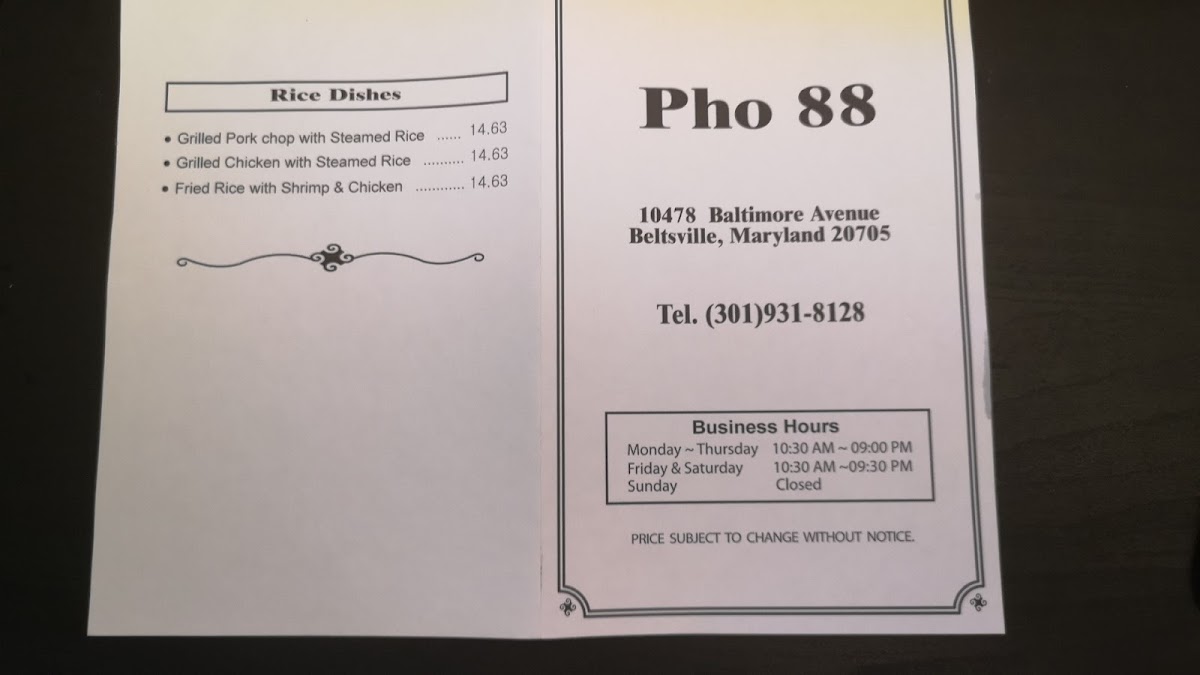 Rice Dishes
• Grilled Pork chop with Steamed Rice ...... 14.63
• Grilled Chicken with Steamed Rice .......... 14.63
• Fried Rice with Shrimp & Chicken ............ 14.63
Pho 88
10478 Baltimore Avenue
Beltsville, Maryland 20705
Tel. (301)931-8128
Business Hours
Monday ~ Thursday 10:30 AM ~ 09:00 PM
Friday & Saturday 10:30 AM ~09:30 PM
Sunday Closed
PRICE SUBJECT TO CHANGE WITHOUT NOTICE.